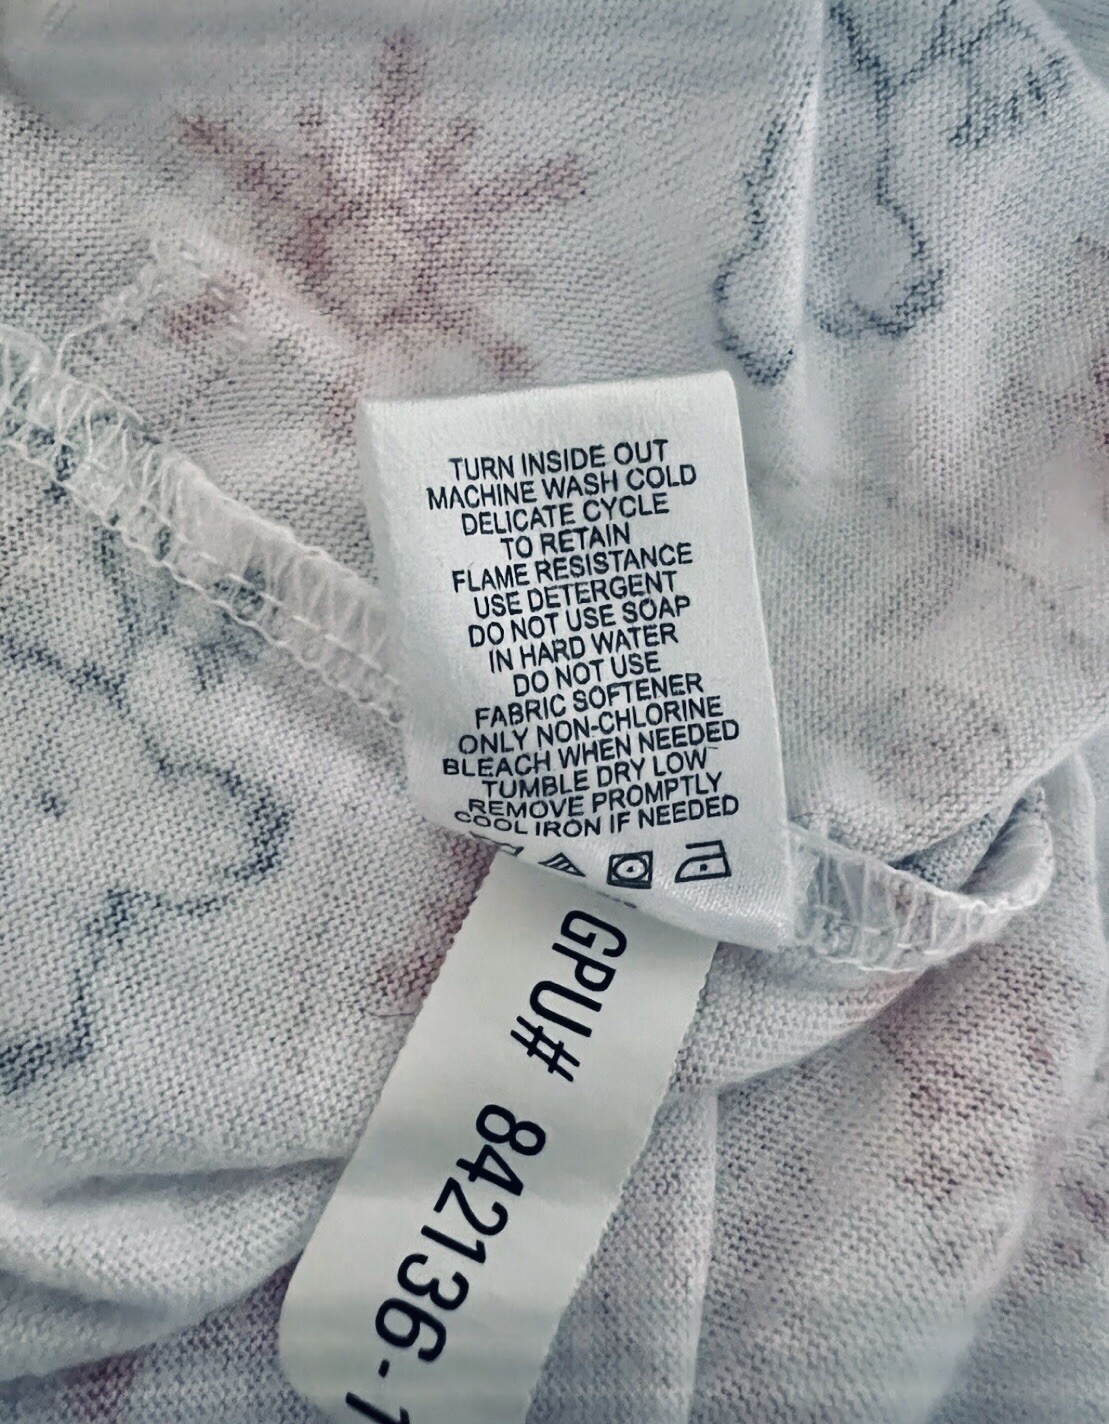 TURN INSIDE OUT
MACHINE WASH COLD
DELICATE CYCLE
TO RETAIN
FLAME RESISTANCE
USE DETERGENT
DO NOT USE SOAP
IN HARD WATER
DO NOT USE
FABRIC SOFTENER
ONLY NON-CHLORINE
BLEACH WHEN NEEDED
TUMBLE DRY LOW
REMOVE PROMPTLY
COOL IRON IF NEEDED
GPU# 842136-1